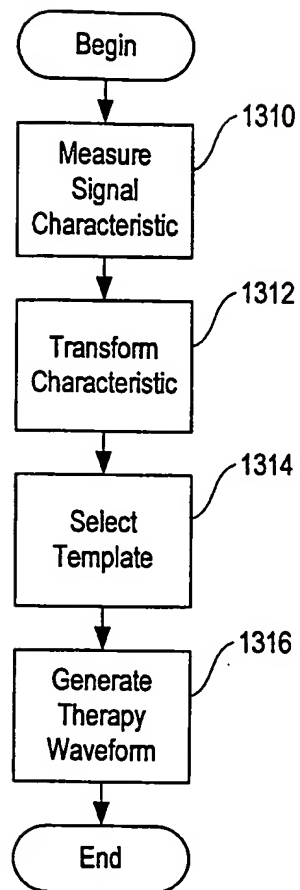 Begin
1310
Measure
Signal
Characteristic
1312
Transform
Characteristic
1314
Select
Template
1316
Generate
Therapy
Waveform
End